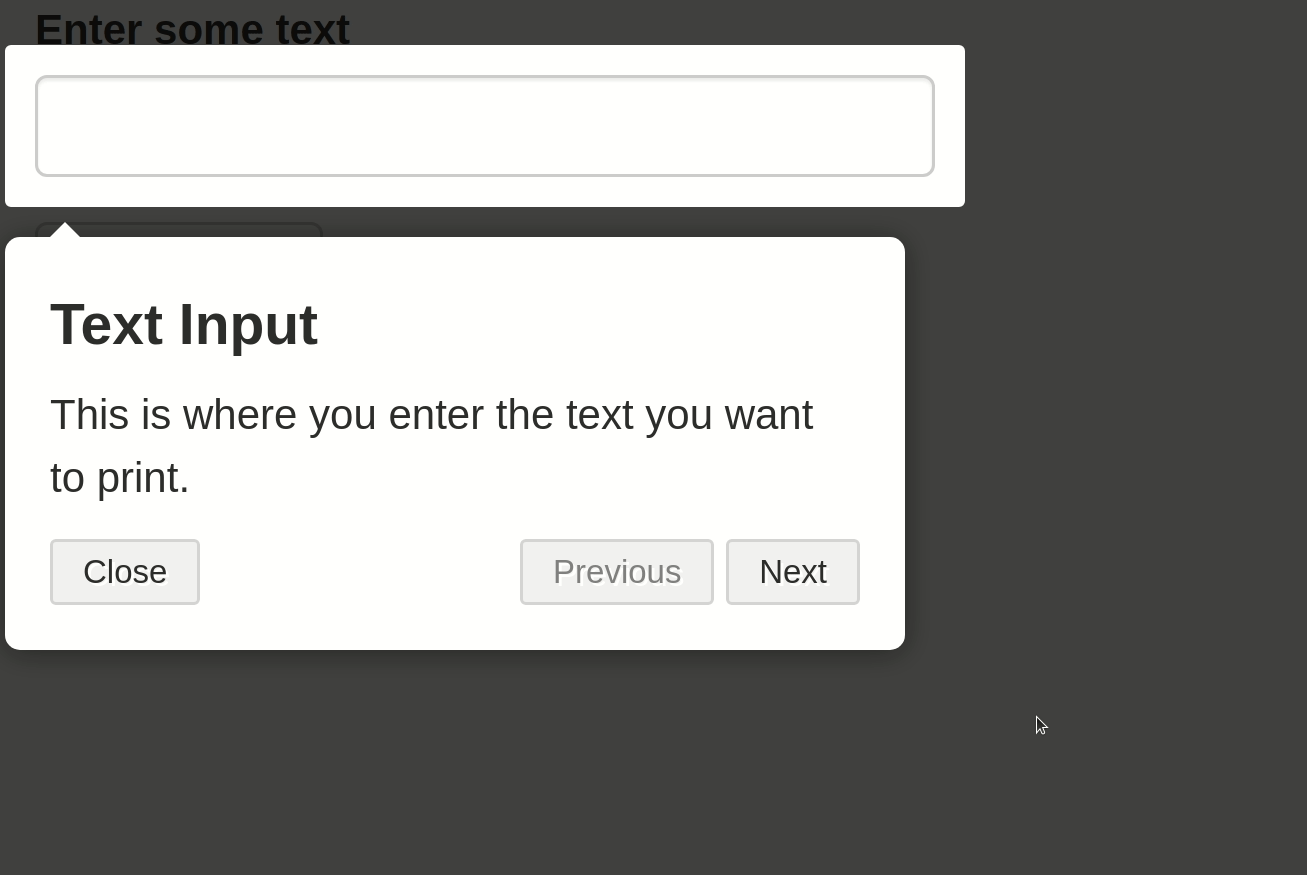 Enter some text
Text Input
This is where you enter the text you want
to print.
Close
Previous
Next